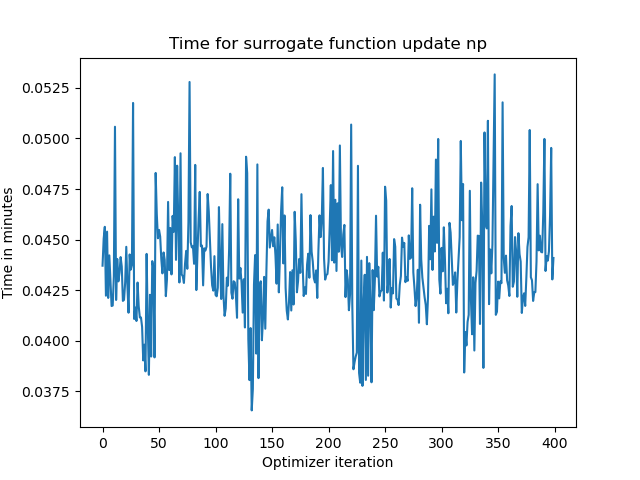 Time for surrogate function update np
0.0525
0.0500
0.0475
0.0450
0.0425
0.0400
0.0375
Time in minutes
0 50 100 150 200 250 300 350 400
Optimizer iteration